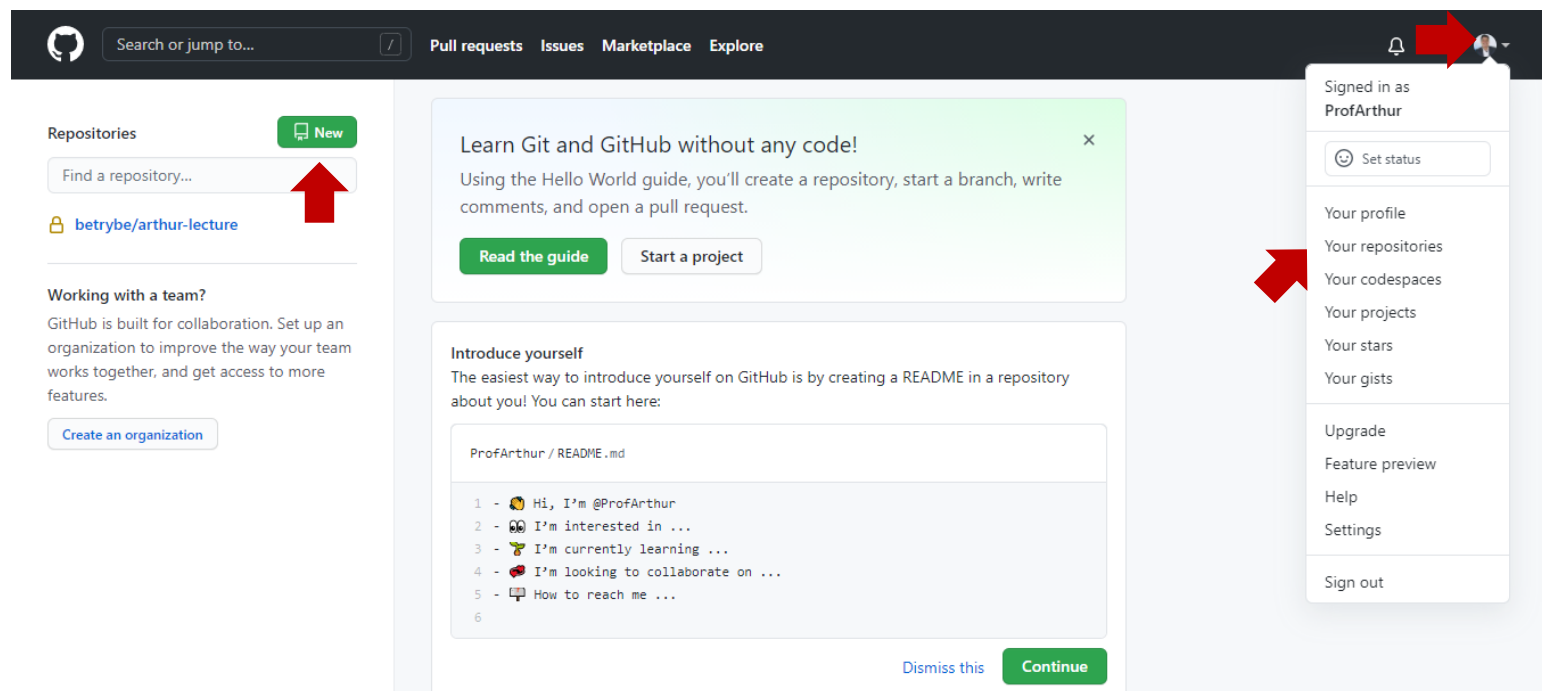 Search or jump to... /
Pull requests Issues Marketplace Explore
Repositories
New
Find a repository...
betrybe/arthur-lecture
Working with a team?
GitHub is built for collaboration. Set up an
organization to improve the way your team
works together, and get access to more
features.
Create an organization
Learn Git and GitHub without any code!
Using the Hello World guide, you’ll create a repository, start a branch, write
comments, and open a pull request.
Read the guide
Start a project
Introduce yourself
The easiest way to introduce yourself on GitHub is by creating a README in a repository
about you! You can start here:
ProfArthur / README.md
1 - 👋 Hi, I’m @ProfArthur
2 - 👀 I’m interested in ...
3 - 🌱 I’m currently learning ...
4 - 💞️ I’m looking to collaborate on ...
5 - 📫 How to reach me ...
6
Dismiss this
Continue
Signed in as
ProfArthur
Set status
Your profile
Your repositories
Your codespaces
Your projects
Your stars
Your gists
Upgrade
Feature preview
Help
Settings
Sign out